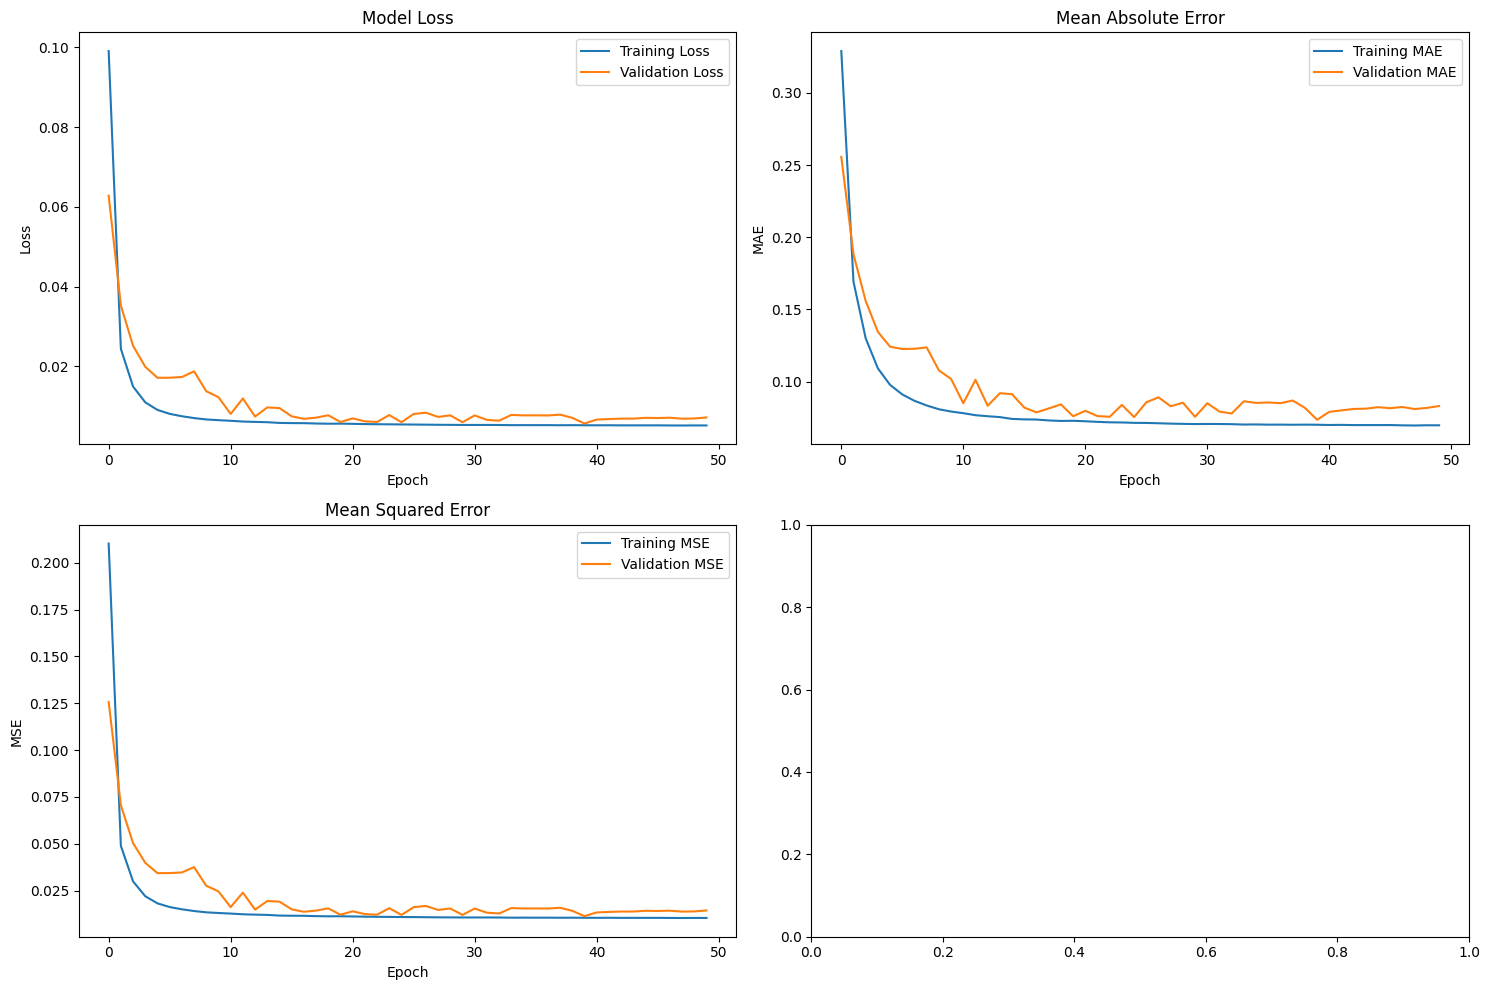 Model Loss
Training Loss
Validation Loss
0.10
0.08
0.06
0.04
0.02
Loss
0 10 20 30 40 50
Epoch
Mean Absolute Error
Training MAE
Validation MAE
0.30
0.25
0.20
0.15
0.10
MAE
0 10 20 30 40 50
Epoch
Mean Squared Error
Training MSE
Validation MSE
0.200
0.175
0.150
0.125
0.100
0.075
0.050
0.025
MSE
0 10 20 30 40 50
Epoch
1.0
0.8
0.6
0.4
0.2
0.0
0.0 0.2 0.4 0.6 0.8 1.0